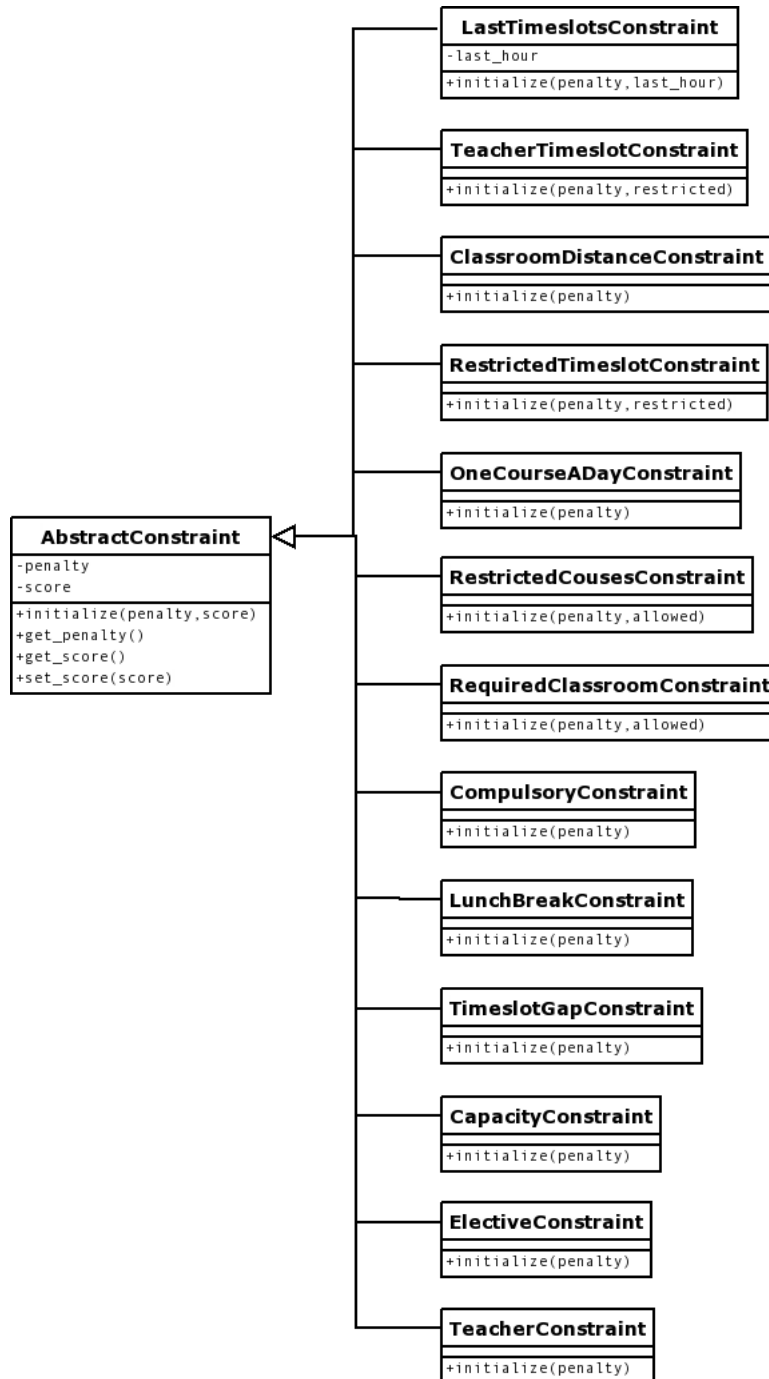 LastTimeslotsConstraint
-last_hour
+initialize(penalty,last_hour)
TeacherTimeslotConstraint
+initialize(penalty,restricted)
ClassroomDistanceConstraint
+initialize(penalty)
RestrictedTimeslotConstraint
+initialize(penalty,restricted)
OneCourseADayConstraint
+initialize(penalty)
AbstractConstraint
-penalty
-score
+initialize(penalty,score)
+get_penalty()
+get_score()
+set_score(score)
RestrictedCousesConstraint
+initialize(penalty,allowed)
RequiredClassroomConstraint
+initialize(penalty,allowed)
CompulsoryConstraint
+initialize(penalty)
LunchBreakConstraint
+initialize(penalty)
TimeslotGapConstraint
+initialize(penalty)
CapacityConstraint
+initialize(penalty)
ElectiveConstraint
+initialize(penalty)
TeacherConstraint
+initialize(penalty)